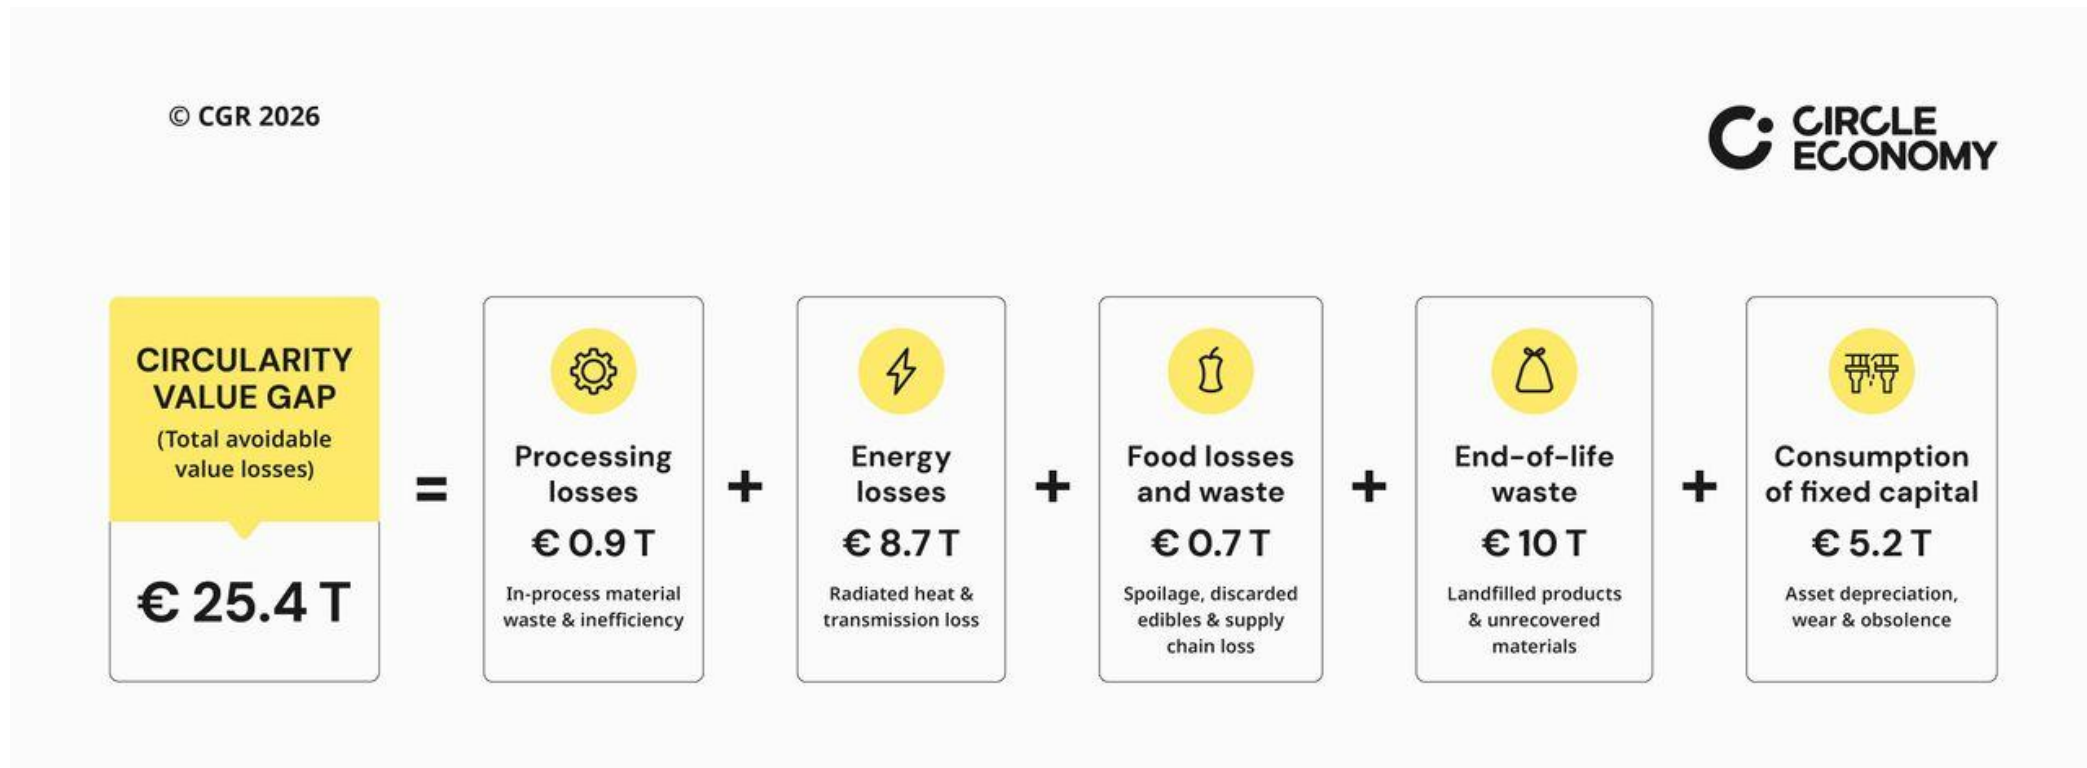 © CGR 2026
CIRCLE
ECONOMY
CIRCULARITY
VALUE GAP
(Total avoidable
value losses)
€ 25.4 T
=
Processing
losses
€ 0.9 T
In-process material
waste & inefficiency
+
Energy
losses
€ 8.7 T
Radiated heat &
transmission loss
+
Food losses
and waste
€ 0.7 T
Spoilage, discarded
edibles & supply
chain loss
+
End-of-life
waste
€ 10 T
Landfilled products
& unrecovered
materials
+
Consumption
of fixed capital
€ 5.2 T
Asset depreciation,
wear & obsolence